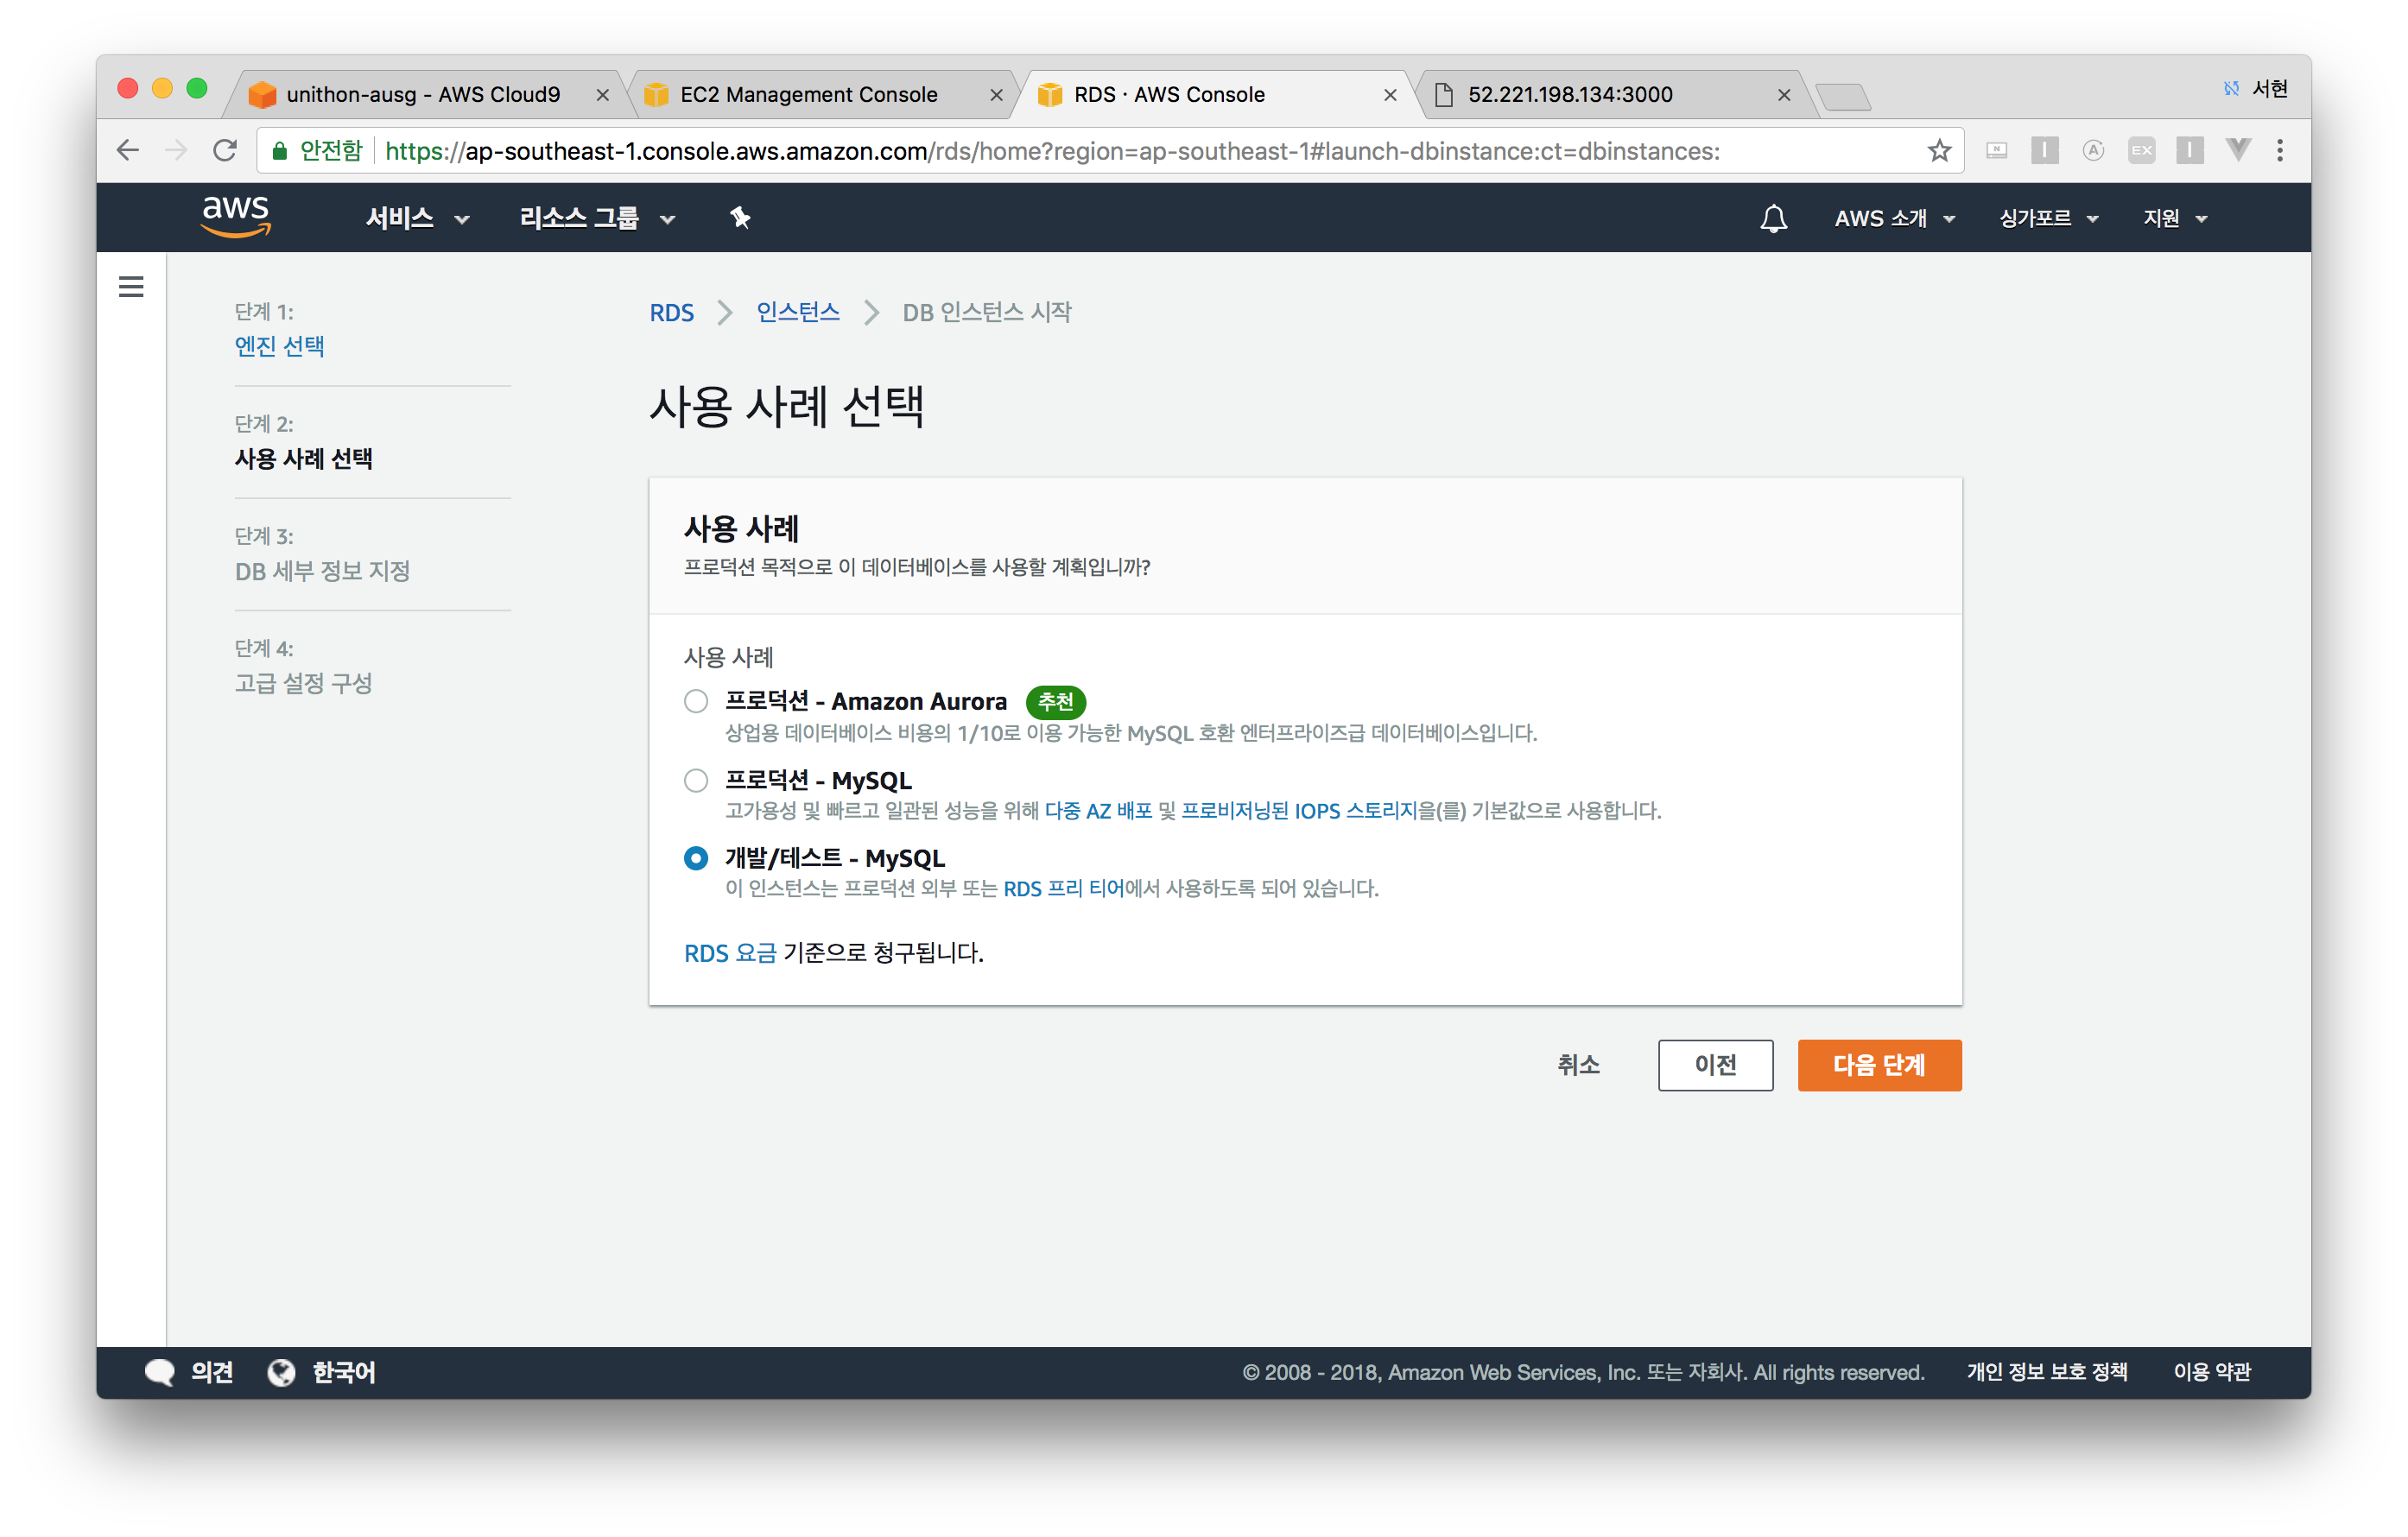 unithon-ausg - AWS Cloud9
EC2 Management Console
RDS · AWS Console
52.221.198.134:3000
서현
안전함
https://ap-southeast-1.console.aws.amazon.com/rds/home?region=ap-southeast-1#launch-dbinstance:ct=dbinstances:
N
I
A
EX
I
aws
서비스
리소스 그룹
AWS 소개
싱가포르
지원
단계 1:
엔진 선택
단계 2:
사용 사례 선택
단계 3:
DB 세부 정보 지정
단계 4:
고급 설정 구성
RDS
인스턴스
DB 인스턴스 시작
사용 사례 선택
사용 사례
프로덕션 목적으로 이 데이터베이스를 사용할 계획입니까?
사용 사례
프로덕션 - Amazon Aurora 추천
상업용 데이터베이스 비용의 1/10로 이용 가능한 MySQL 호환 엔터프라이즈급 데이터베이스입니다.
프로덕션 - MySQL
고가용성 및 빠르고 일관된 성능을 위해 다중 AZ 배포 및 프로비저닝된 IOPS 스토리지을(를) 기본값으로 사용합니다.
개발/테스트 - MySQL
이 인스턴스는 프로덕션 외부 또는 RDS 프리 티어에서 사용하도록 되어 있습니다.
RDS 요금 기준으로 청구됩니다.
취소
이전
다음 단계
의견
한국어
© 2008 - 2018, Amazon Web Services, Inc. 또는 자회사. All rights reserved.
개인 정보 보호 정책
이용 약관